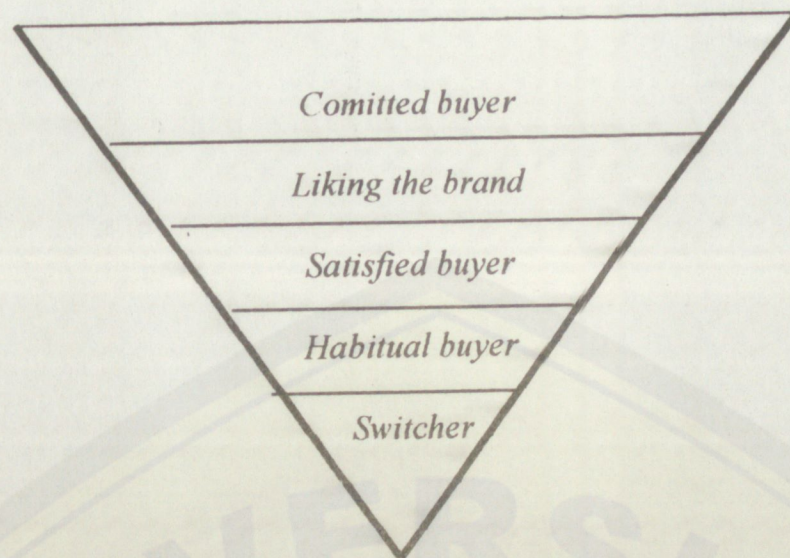 Comitted buyer
Liking the brand
Satisfied buyer
Habitual buyer
Switcher